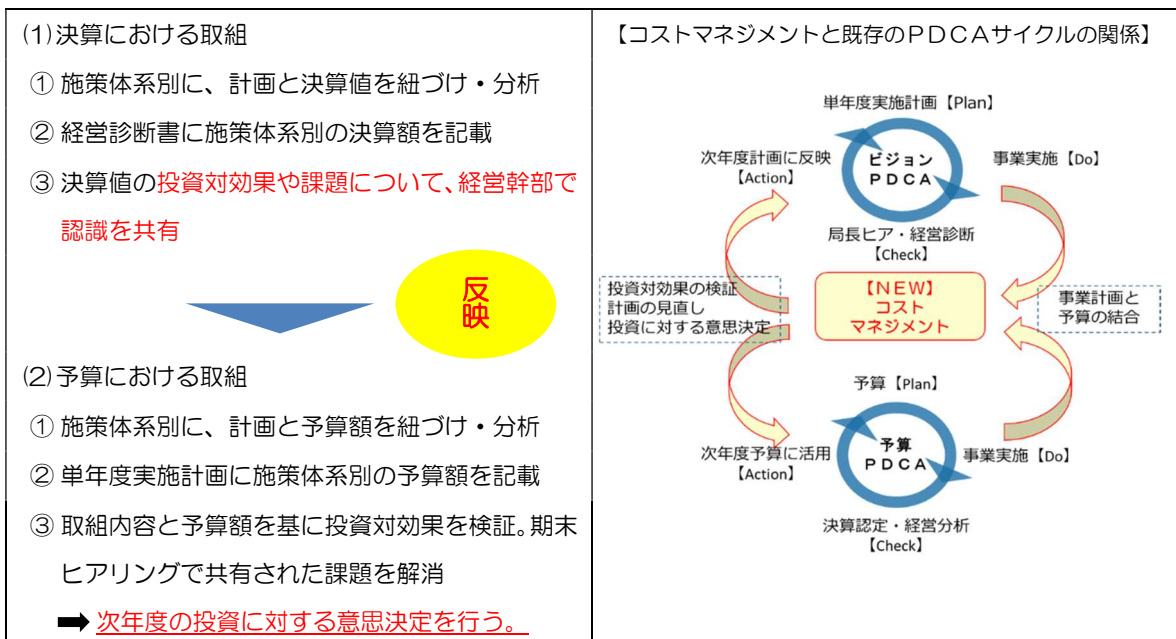 (1)決算における取組
① 施策体系別に、計画と決算値を紐づけ・分析
② 経営診断書に施策体系別の決算額を記載
③ 決算値の投資対効果や課題について、経営幹部で
認識を共有
反
映
(2)予算における取組
① 施策体系別に、計画と予算額を紐づけ・分析
② 単年度実施計画に施策体系別の予算額を記載
③ 取組内容と予算額を基に投資対効果を検証。期末
ヒアリングで共有された課題を解消
➡ 次年度の投資に対する意思決定を行う。
【コストマネジメントと既存のPDCAサイクルの関係】
単年度実施計画【Plan】
次年度計画に反映
【Action】
ビジョン
PDCA
事業実施【Do】
局長ヒア・経営診断
【Check】
投資対効果の検証
計画の見直し
投資に対する意思決定
【NEW】
コスト
マネジメント
事業計画と
予算の結合
予算【Plan】
次年度予算に活用
【Action】
予算
PDCA
事業実施【Do】
決算認定・経営分析
【Check】